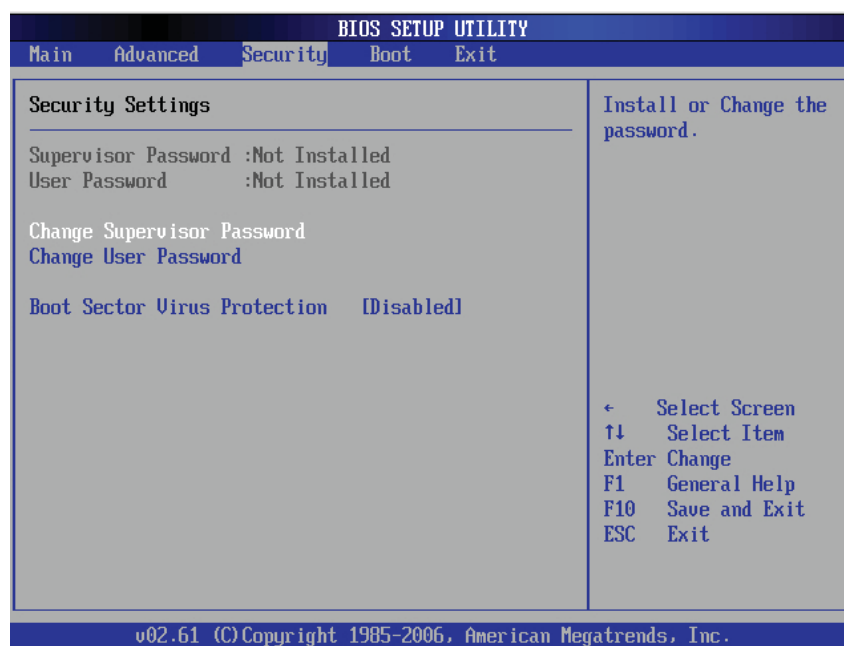 BIOS SETUP UTILITY
Main Advanced Security Boot Exit
Security Settings
Supervisor Password :Not Installed
User Password :Not Installed
Change Supervisor Password
Change User Password
Boot Sector Virus Protection [Disabled]
Install or Change the
password.
← Select Screen
↑↓ Select Item
Enter Change
F1 General Help
F10 Save and Exit
ESC Exit
v02.61 (C)Copyright 1985-2006, American Megatrends, Inc.